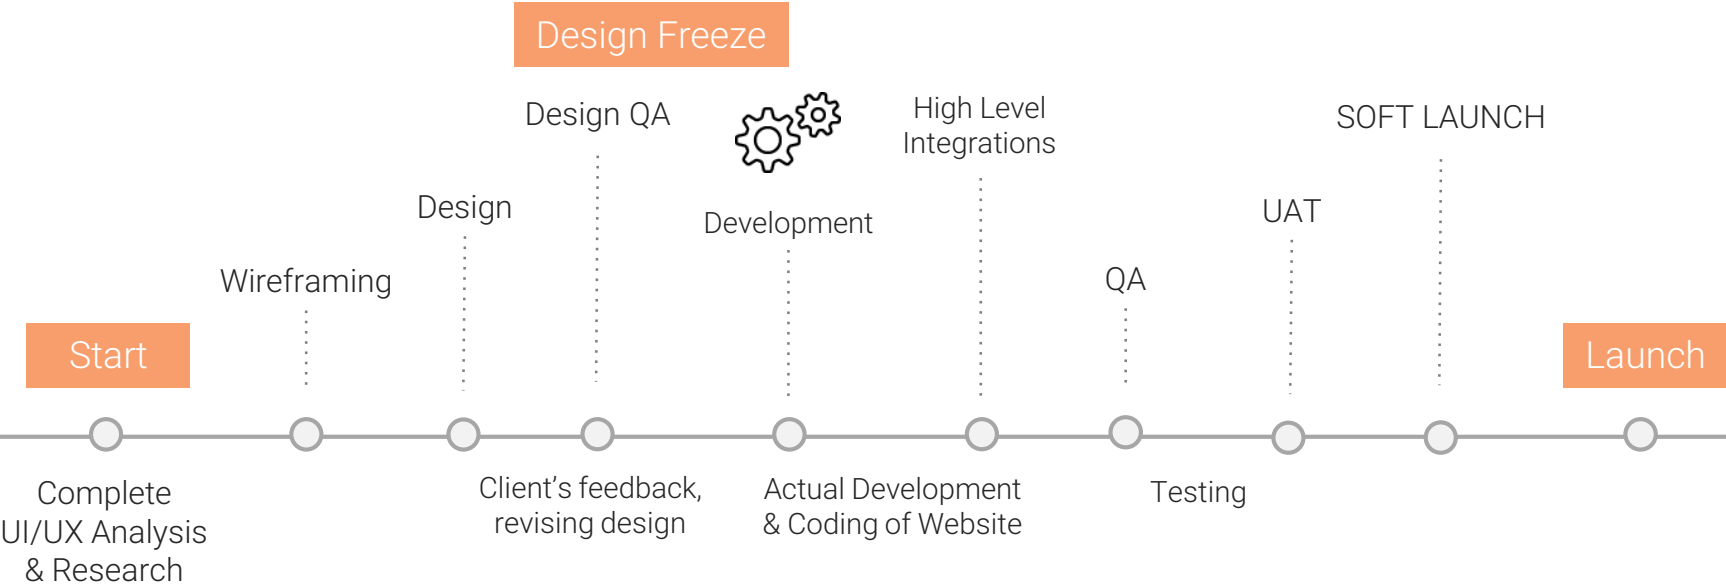 Design Freeze
Design QA
High Level
Integrations
SOFT LAUNCH
Design
Development
UAT
Wireframing
QA
Start
Launch
Complete
UI/UX Analysis
& Research
Client’s feedback,
revising design
Actual Development
& Coding of Website
Testing